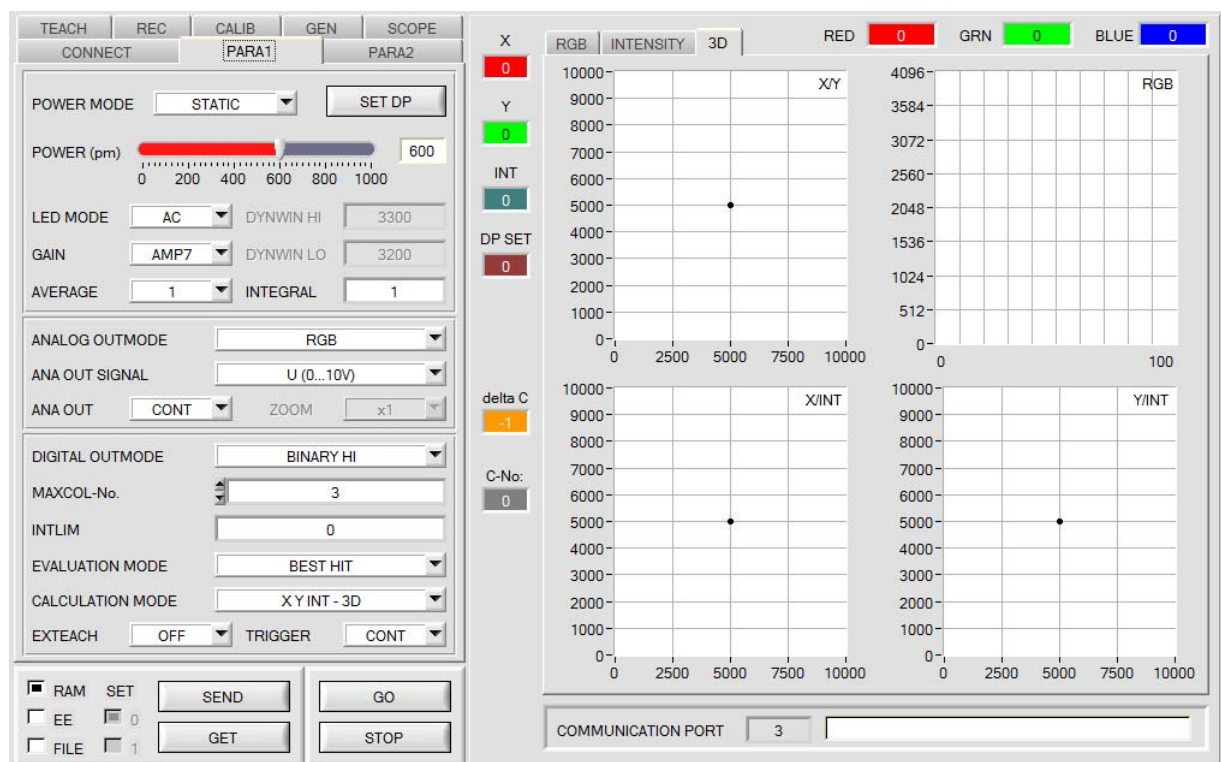 TEACH REC CALIB GEN SCOPE
CONNECT PARA1 PARA2
POWER MODE STATIC SET DP
POWER (pm) 600
0 200 400 600 800 1000
LED MODE AC DYNWIN HI 3300
GAIN AMP7 DYNWIN LO 3200
AVERAGE 1 INTEGRAL 1
ANALOG OUTMODE RGB
ANA OUT SIGNAL U (0...10V)
ANA OUT CONT ZOOM x1
DIGITAL OUTMODE BINARY HI
MAXCOL-No. 3
INTLIM 0
EVALUATION MODE BEST HIT
CALCULATION MODE X Y INT - 3D
EXTEACH OFF TRIGGER CONT
RAM SET SEND GO
EE 0
FILE 1 GET STOP
X
0
Y
0
INT
0
DP SET
0
delta C
-1
C-No:
0
RGB INTENSITY 3D RED 0 GRN 0 BLUE 0
X/Y
10000
9000
8000
7000
6000
5000
4000
3000
2000
1000
0
0 2500 5000 7500 10000
RGB
4096
3584
3072
2560
2048
1536
1024
512
0
0 100
X/INT
10000
9000
8000
7000
6000
5000
4000
3000
2000
1000
0
0 2500 5000 7500 10000
Y/INT
10000
9000
8000
7000
6000
5000
4000
3000
2000
1000
0
0 2500 5000 7500 10000
COMMUNICATION PORT 3